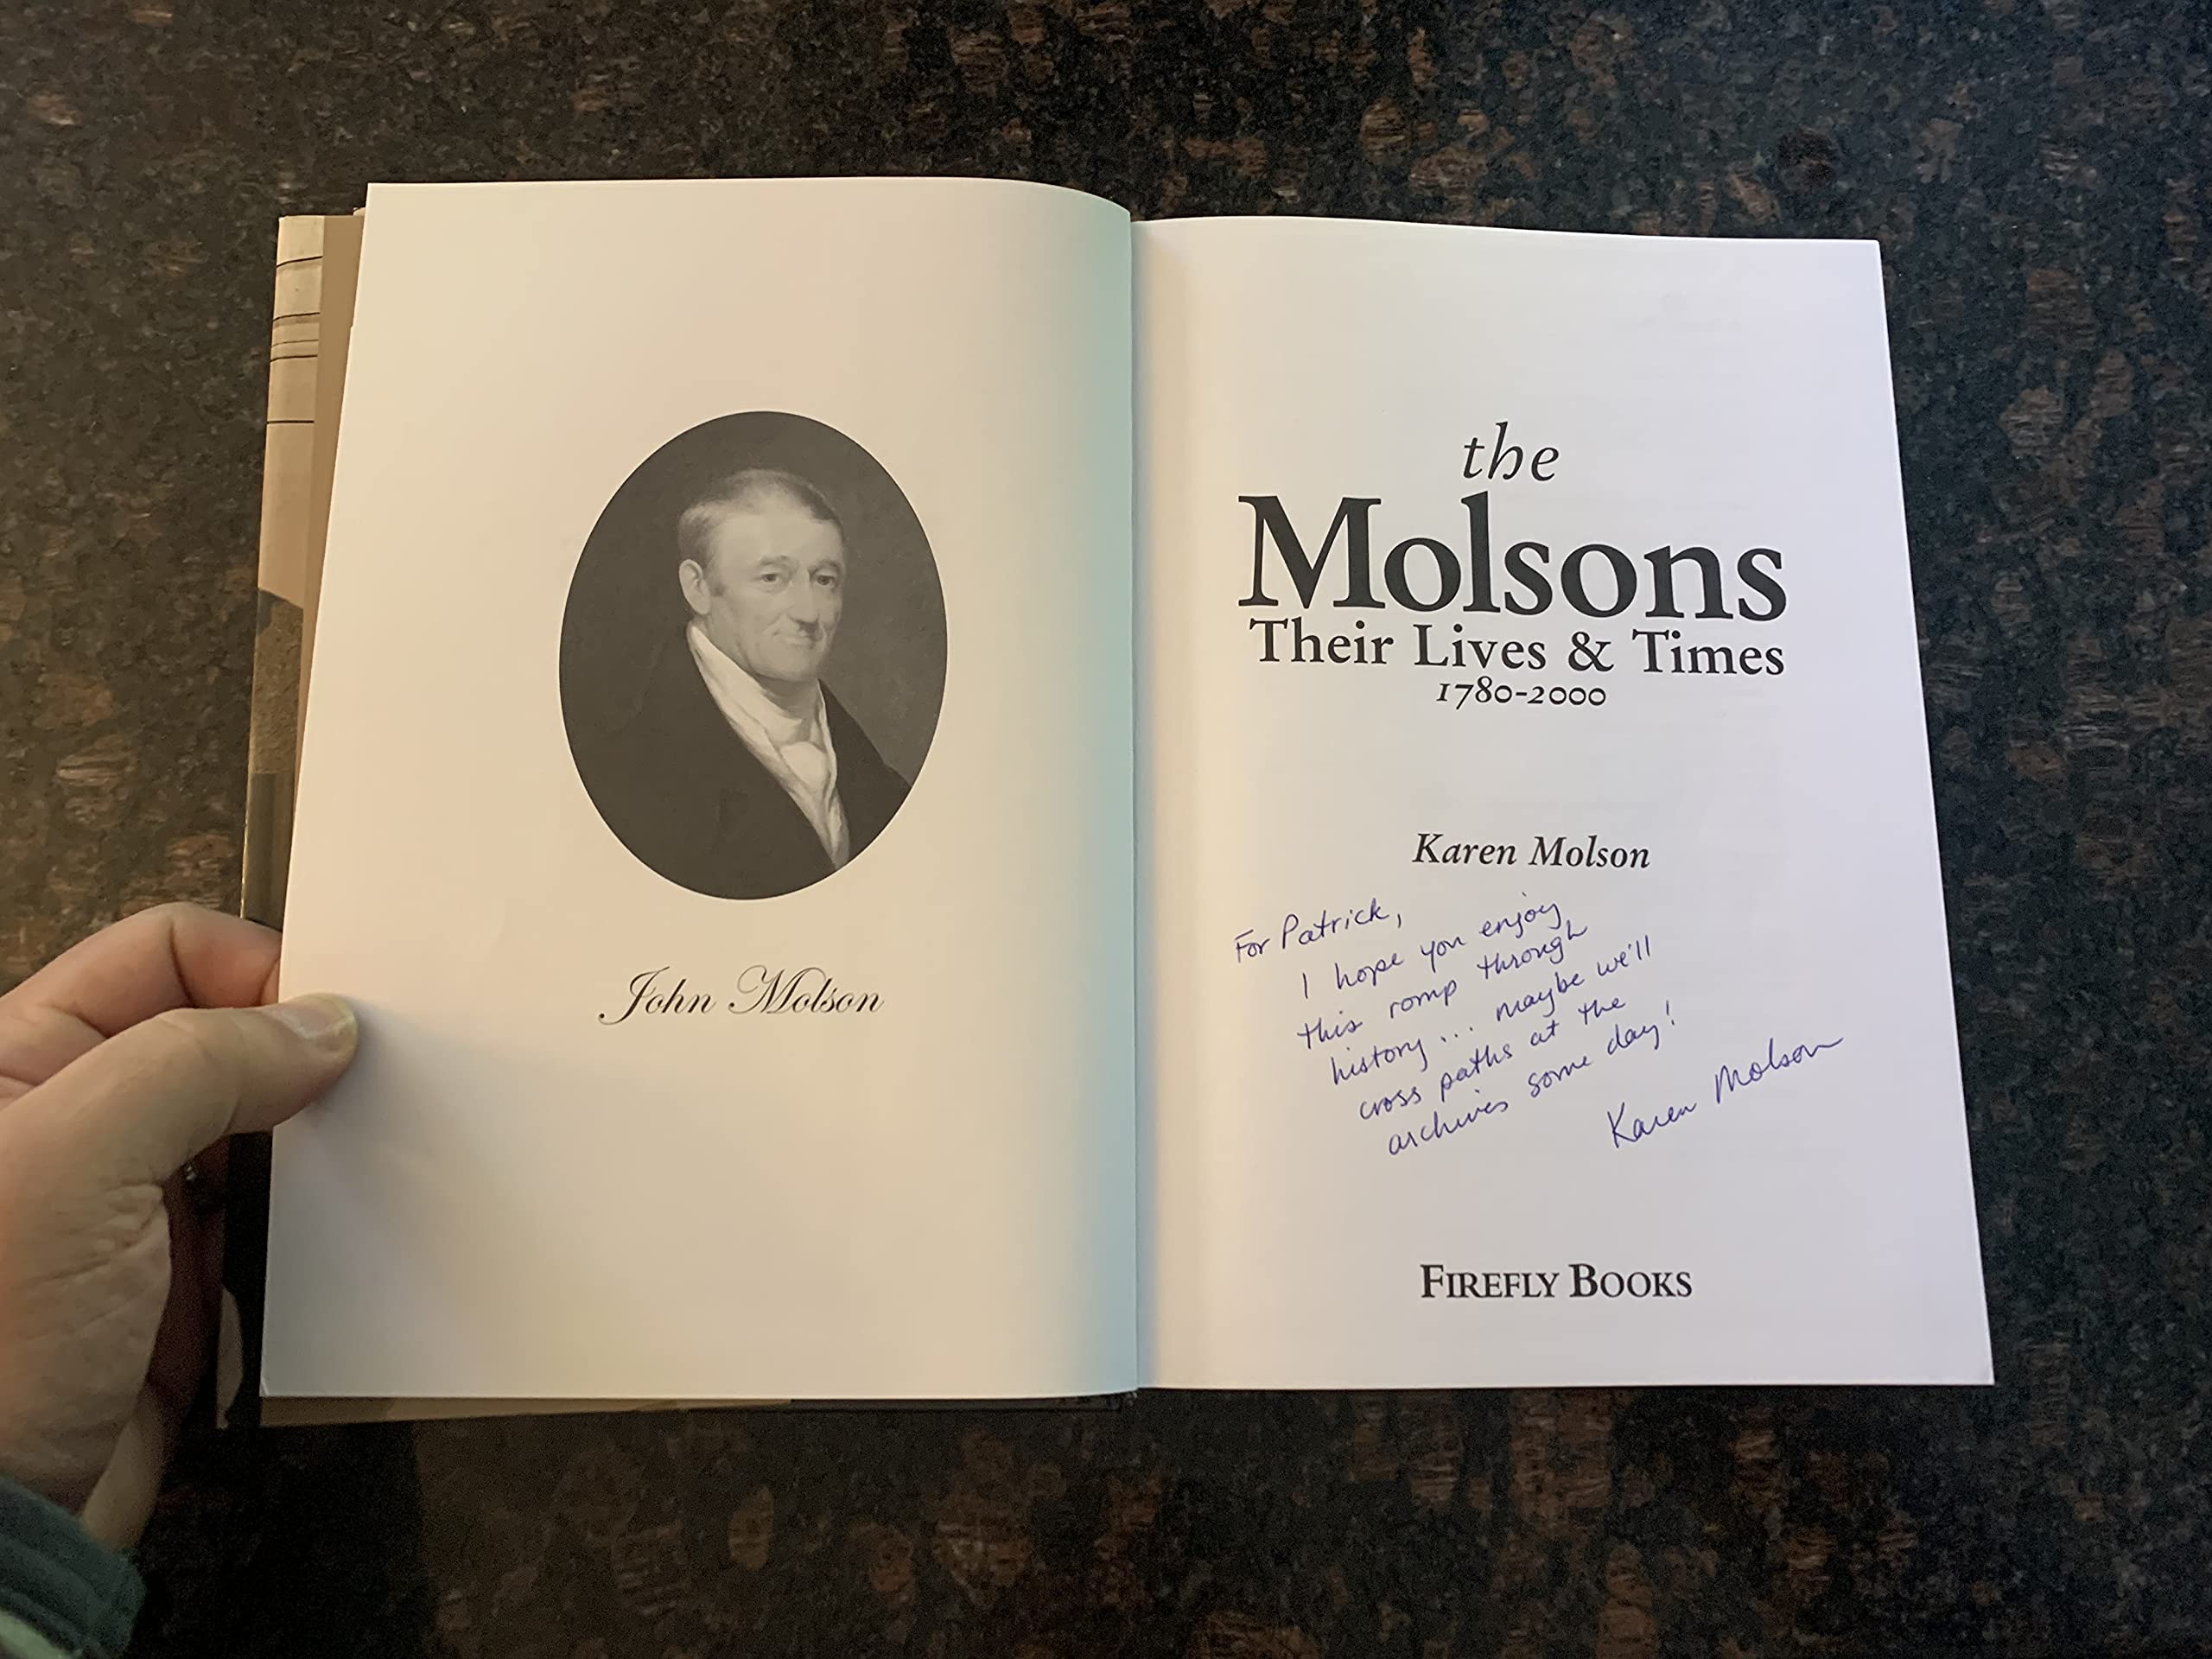 John Molson
the
Molsons
Their Lives & Times
1780-2000
Karen Molson
For Patrick,
I hope you enjoy
this romp through
history... maybe we'll
cross paths at the
archives some day!
Karen Molson
FIREFLY BOOKS